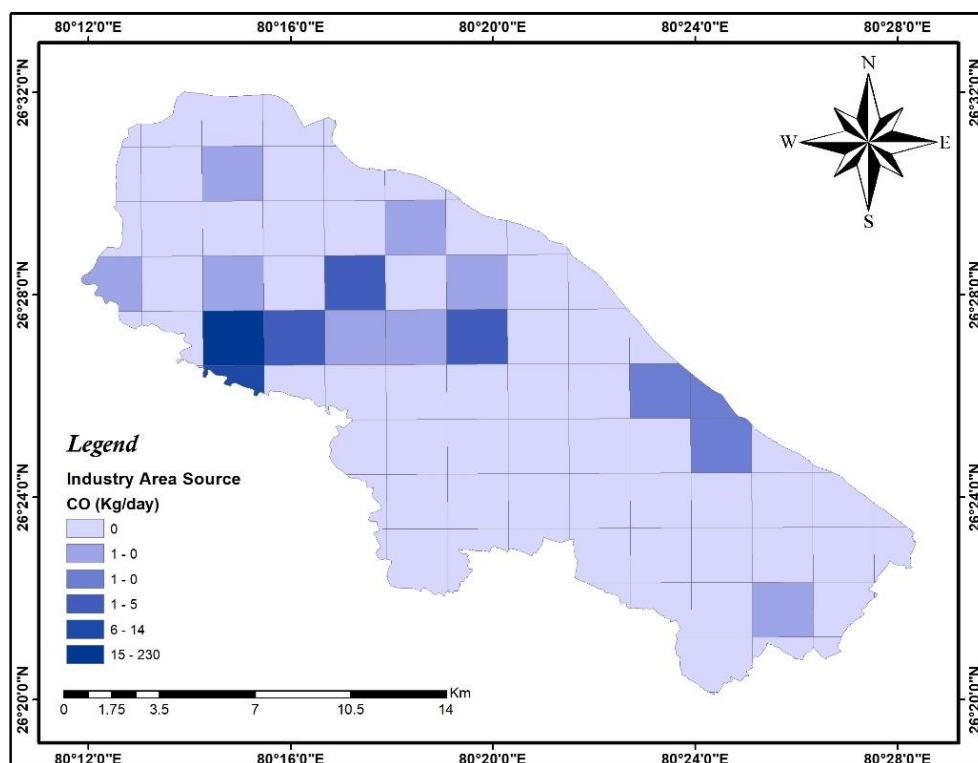 80°12'0"E 80°16'0"E 80°20'0"E 80°24'0"E 80°28'0"E
26°32'0"N
26°32'0"N
N
W E
S
26°28'0"N
26°28'0"N
Legend
Industry Area Source
CO (Kg/day)
0
1 - 0
1 - 0
1 - 5
6 - 14
15 - 230
26°24'0"N
26°24'0"N
Km
0 1.75 3.5 7 10.5 14
26°20'0"N
26°20'0"N
80°12'0"E 80°16'0"E 80°20'0"E 80°24'0"E 80°28'0"E